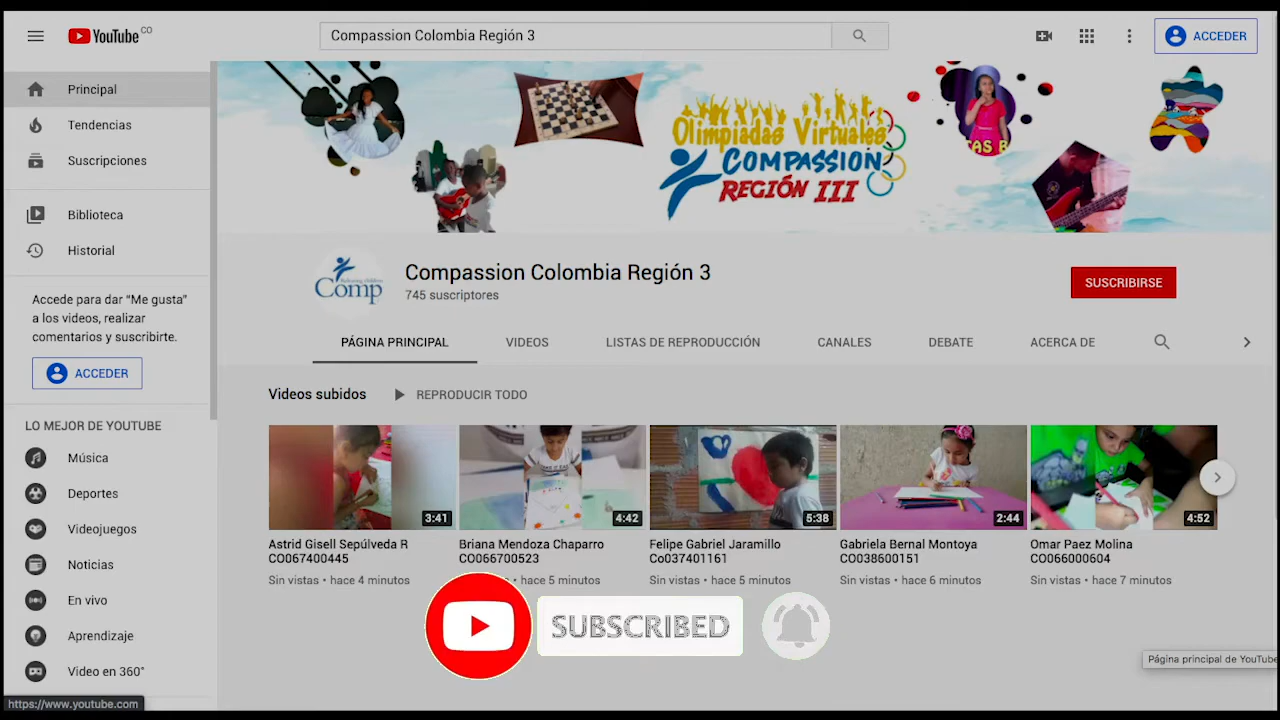 YouTube CO
Compassion Colombia Región 3
ACCEDER
Principal
Tendencias
Suscripciones
Biblioteca
Historial
Accede para dar “Me gusta”
a los videos, realizar
comentarios y suscribirte.
ACCEDER
LO MEJOR DE YOUTUBE
Música
Deportes
Videojuegos
Noticias
En vivo
Aprendizaje
Video en 360°
https://www.youtube.com
Olimpiadas Virtuales
COMPASSION
REGIÓN III
TAS B
Comp
Compassion Colombia Región 3
745 suscriptores
SUSCRIBIRSE
PÁGINA PRINCIPAL
VIDEOS
LISTAS DE REPRODUCCIÓN
CANALES
DEBATE
ACERCA DE
Videos subidos
REPRODUCIR TODO
3:41
4:42
5:38
2:44
4:52
Astrid Gisell Sepúlveda R
CO067400445
Sin vistas • hace 4 minutos
Briana Mendoza Chaparro
CO066700523
s • hace 5 minutos
Felipe Gabriel Jaramillo
Co037401161
Sin vistas • hace 5 minutos
Gabriela Bernal Montoya
CO038600151
Sin vistas • hace 6 minutos
Omar Paez Molina
CO066000604
Sin vistas • hace 7 minutos
SUBSCRIBED
Página principal de YouTube